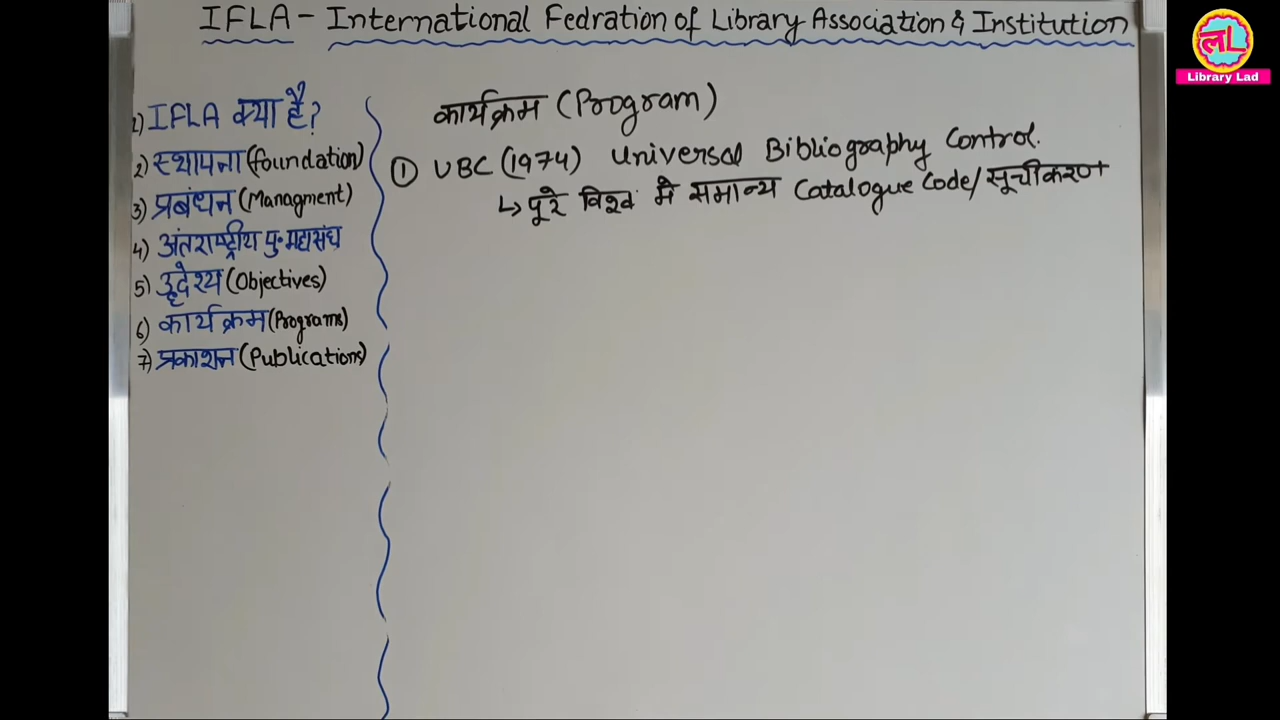 IFLA - International Fedration of Library Association & Institution
लL
Library Lad
1) IFLA क्या है?
2) स्थापना (foundation)
3) प्रबंधन (Managment)
4) अंतराष्ट्रीय पु॰ महासंघ
5) उद्देश्य (Objectives)
6) कार्यक्रम (Programs)
7) प्रकाशन (Publications)
कार्यक्रम (Program)
① UBC (1974) Universal Bibliography Control.
↳ पूरे विश्व में समान्य Catalogue Code/सूचीकरण